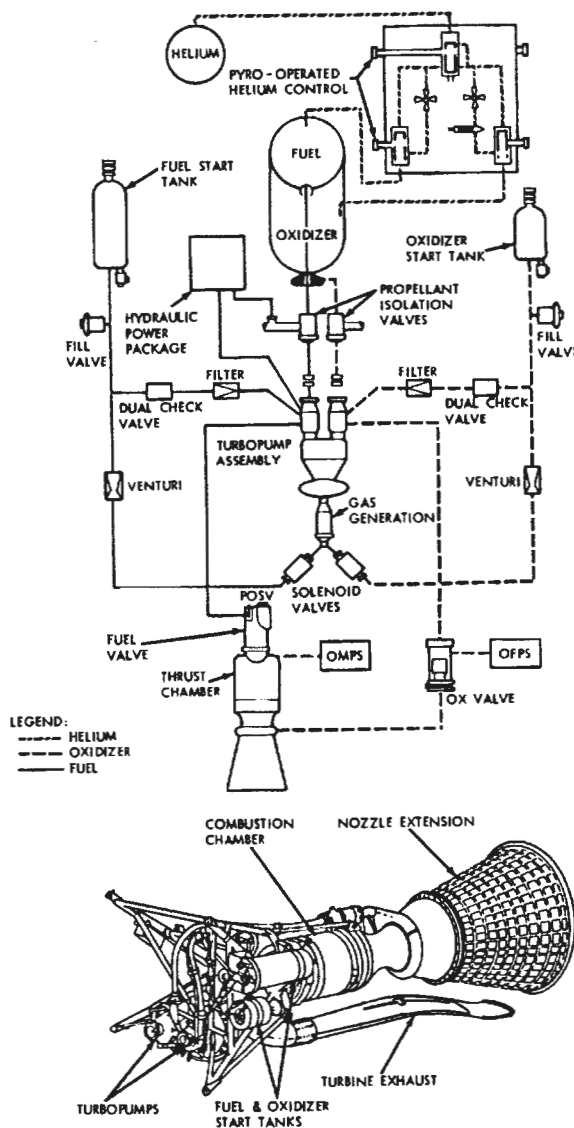 HELIUM
PYRO-OPERATED
HELIUM CONTROL
FUEL START
TANK
FUEL
OXIDIZER
OXIDIZER
START TANK
HYDRAULIC
POWER
PACKAGE
PROPELLANT
ISOLATION
VALVES
FILL
VALVE
FILL
VALVE
FILTER
FILTER
DUAL CHECK
VALVE
DUAL CHECK
VALVE
TURBOPUMP
ASSEMBLY
VENTURI
VENTURI
GAS
GENERATION
SOLENOID
VALVES
POSV
FUEL
VALVE
OMPS
OFPS
THRUST
CHAMBER
OX VALVE
LEGEND:
HELIUM
OXIDIZER
FUEL
COMBUSTION
CHAMBER
NOZZLE EXTENSION
TURBINE EXHAUST
TURBOPUMPS
FUEL & OXIDIZER
START TANKS